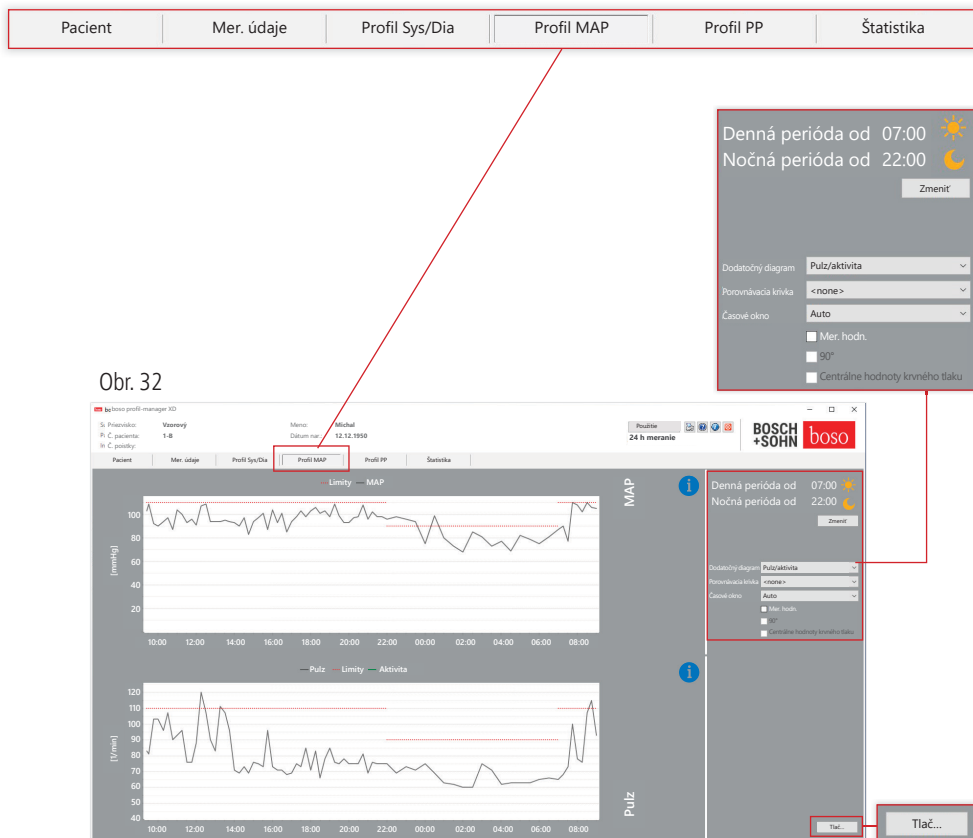 Pacient Mer. údaje Profil Sys/Dia Profil MAP Profil PP Štatistika
Denná perióda od 07:00
Nočná perióda od 22:00
Zmeniť
Dodatočný diagram Pulz/aktivita
Porovnávacia krivka <none>
Časové okno Auto
Mer. hodn.
90°
Centrálne hodnoty krvného tlaku
Obr. 32
boso profil-manager XD
Priezvisko: Vzorový Meno: Michal
Č. pacienta: 1-B Dátum nar.: 12.12.1950
Č. poistky:
Použitie
24 h meranie
BOSCH
+SOHN
boso
Pacient Mer. údaje Profil Sys/Dia Profil MAP Profil PP Štatistika
Limity MAP
MAP
[mmHg]
100
80
60
40
20
10:00 12:00 14:00 16:00 18:00 20:00 22:00 00:00 02:00 04:00 06:00 08:00
Denná perióda od 07:00
Nočná perióda od 22:00
Zmeniť
Dodatočný diagram Pulz/aktivita
Porovnávacia krivka <none>
Časové okno Auto
Mer. hodn.
90°
Centrálne hodnoty krvného tlaku
Pulz Limity Aktivita
[1/min]
120
110
100
90
80
70
60
50
40
Pulz
10:00 12:00 14:00 16:00 18:00 20:00 22:00 00:00 02:00 04:00 06:00 08:00
Tlač...
Tlač...